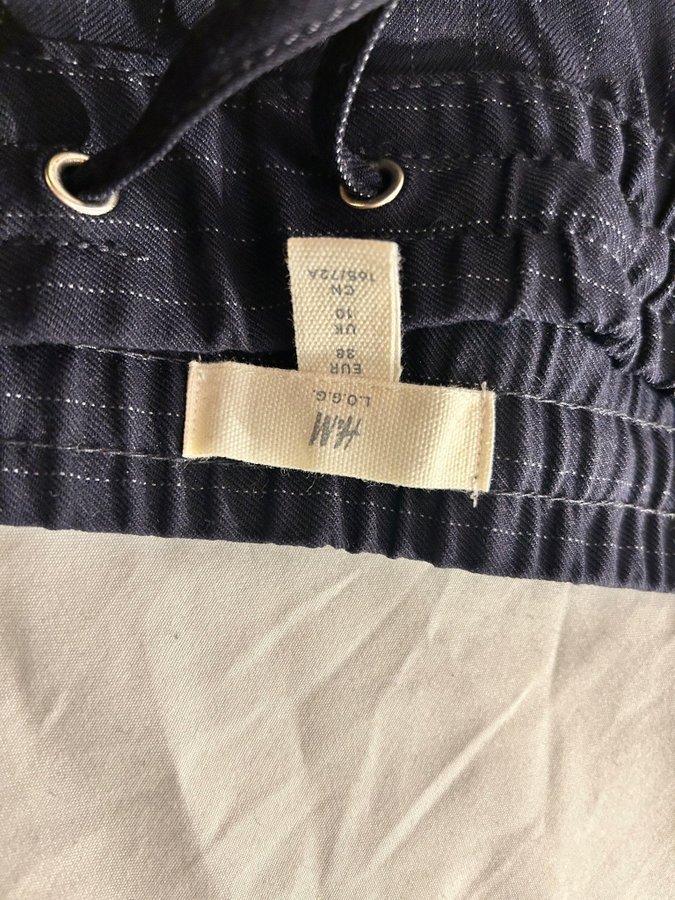 H&M
L.O.G.G.
EUR
38
UK
10
CN
165/72A